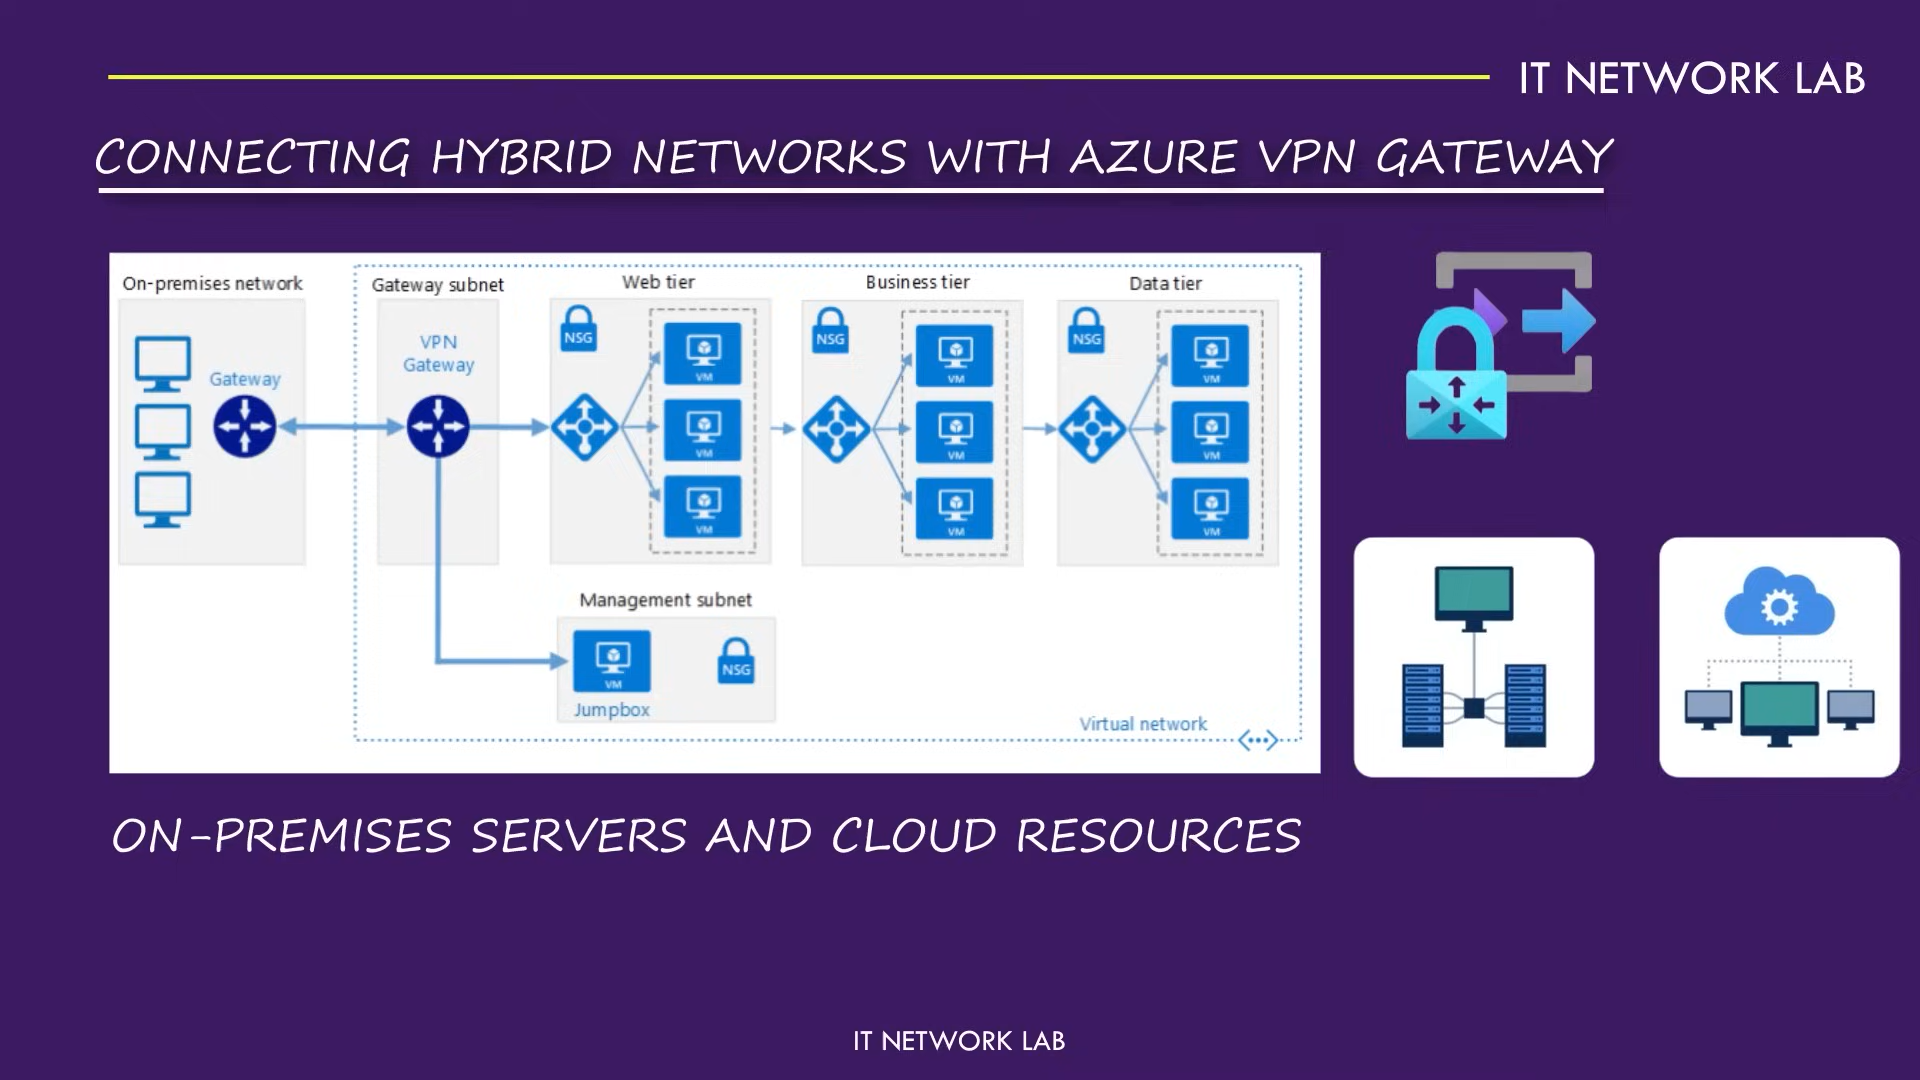 IT NETWORK LAB
CONNECTING HYBRID NETWORKS WITH AZURE VPN GATEWAY
On-premises network
Gateway subnet
Web tier
Business tier
Data tier
NSG
NSG
NSG
VPN
Gateway
Gateway
VM
VM
VM
VM
VM
VM
VM
VM
VM
Management subnet
VM
NSG
Jumpbox
Virtual network
ON-PREMISES SERVERS AND CLOUD RESOURCES
IT NETWORK LAB